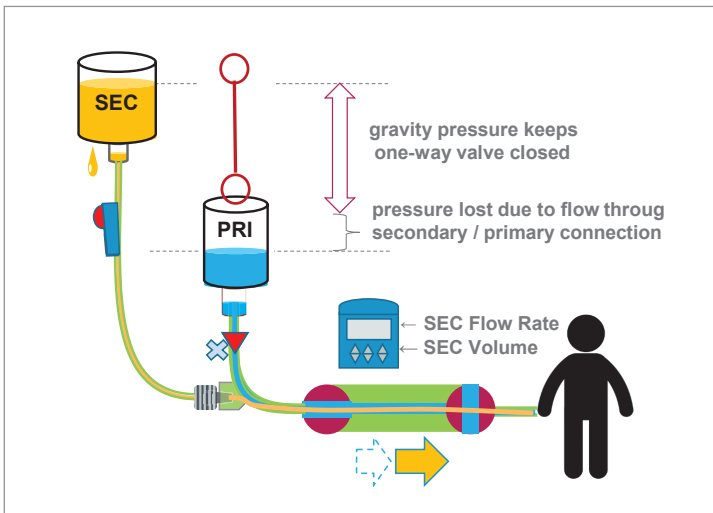 SEC
gravity pressure keeps
one-way valve closed
PRI
pressure lost due to flow throug
secondary / primary connection
← SEC Flow Rate
← SEC Volume